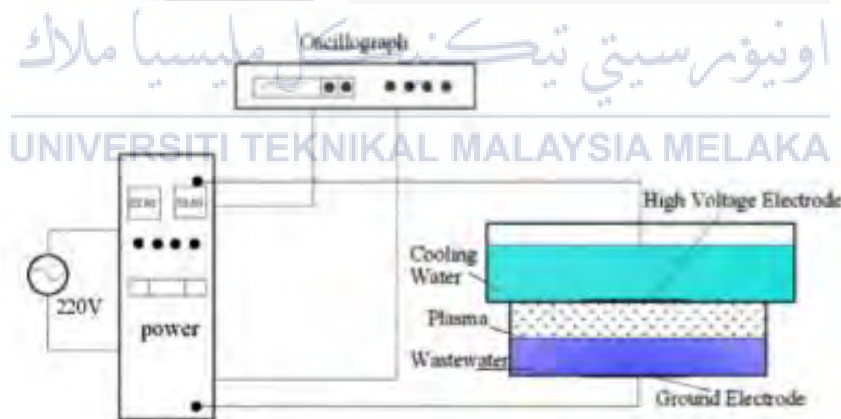 اونيورسيتي تيكنيكل مليسيا ملاك
Oscillograph
UNIVERSITI TEKNIKAL MALAYSIA MELAKA
High Voltage Electrode
Cooling
Water
220V
Plasma
power
Wastewater
Ground Electrode